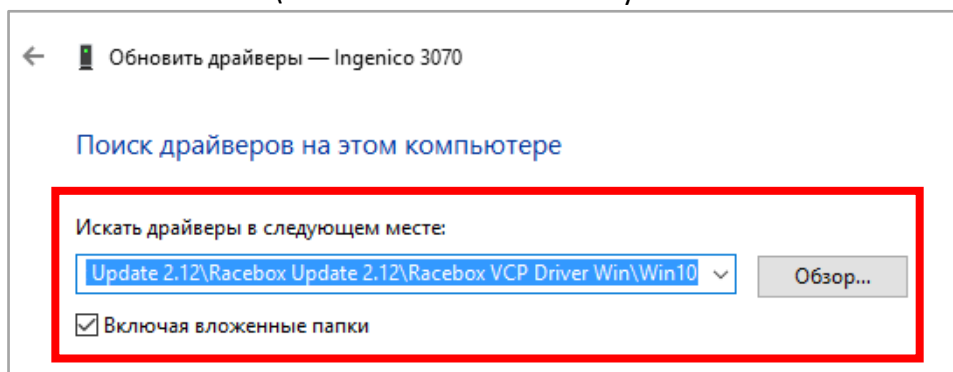 ← Обновить драйверы — Ingenico 3070
Поиск драйверов на этом компьютере
Искать драйверы в следующем месте:
Update 2.12\Racebox Update 2.12\Racebox VCP Driver Win\Win10 Обзор...
Включая вложенные папки